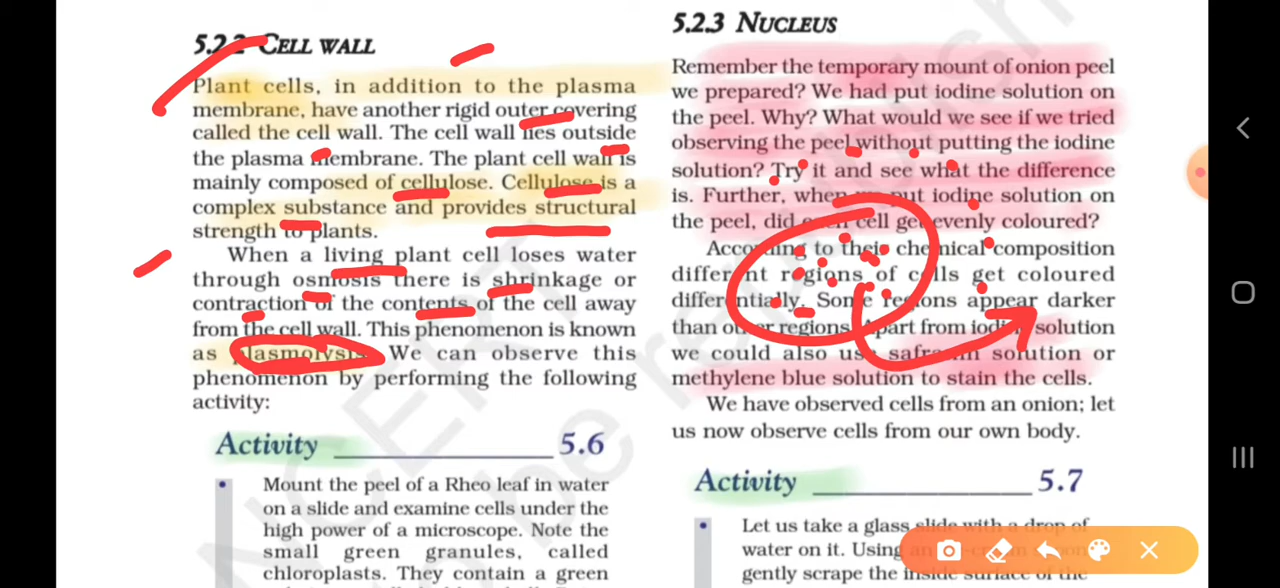 5.2.2 CELL WALL
Plant cells, in addition to the plasma
membrane, have another rigid outer covering
called the cell wall. The cell wall lies outside
the plasma membrane. The plant cell wall is
mainly composed of cellulose. Cellulose is a
complex substance and provides structural
strength to plants.
When a living plant cell loses water
through osmosis there is shrinkage or
contraction of the contents of the cell away
from the cell wall. This phenomenon is known
as plasmolysis. We can observe this
phenomenon by performing the following
activity:
Activity ______________ 5.6
• Mount the peel of a Rheo leaf in water
on a slide and examine cells under the
high power of a microscope. Note the
small green granules, called
chloroplasts. They contain a green
5.2.3 NUCLEUS
Remember the temporary mount of onion peel
we prepared? We had put iodine solution on
the peel. Why? What would we see if we tried
observing the peel without putting the iodine
solution? Try it and see what the difference
is. Further, when we put iodine solution on
the peel, did each cell get evenly coloured?
According to their chemical composition
different regions of cells get coloured
differentially. Some regions appear darker
than other regions. Apart from iodine solution
we could also use safranin solution or
methylene blue solution to stain the cells.
We have observed cells from an onion; let
us now observe cells from our own body.
Activity ______________ 5.7
• Let us take a glass slide with a drop of
water on it. Using
gently scrape the inside surface of the